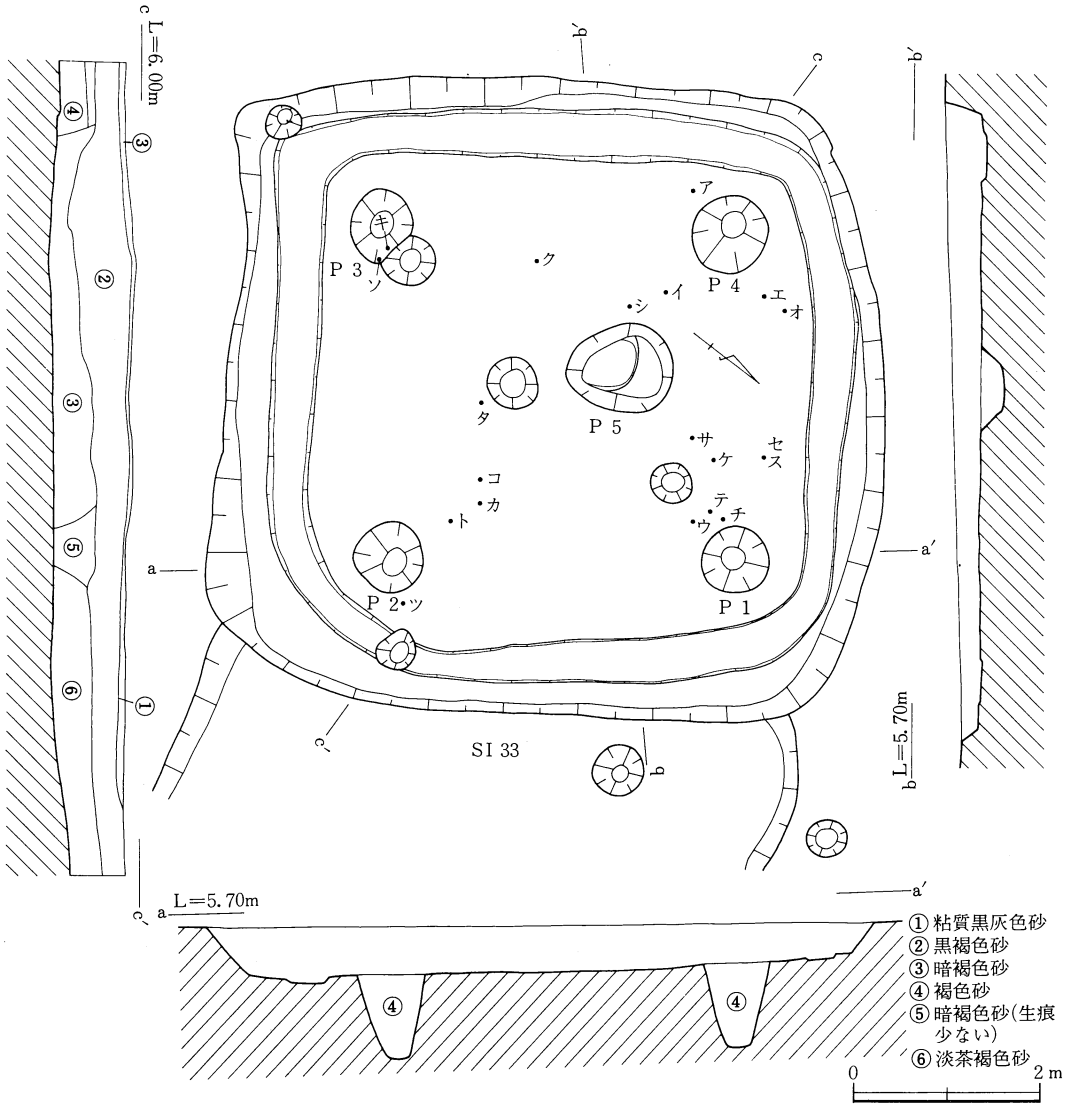 c L=6.00m
c
b'
b'
④
③
②
③
⑤
⑥
①
ア
キ
P 3
ソ
ク
P 4
イ
シ
エ
オ
タ
P 5
サ
ケ
セ
ス
コ
カ
ト
テ
チ
ウ
a
a'
P 2
ツ
P 1
c'
SI 33
b
b L=5.70m
c'
a L=5.70m
a'
④
④
①粘質黒灰色砂
②黒褐色砂
③暗褐色砂
④褐色砂
⑤暗褐色砂(生痕
少ない)
⑥淡茶褐色砂
0 2 m